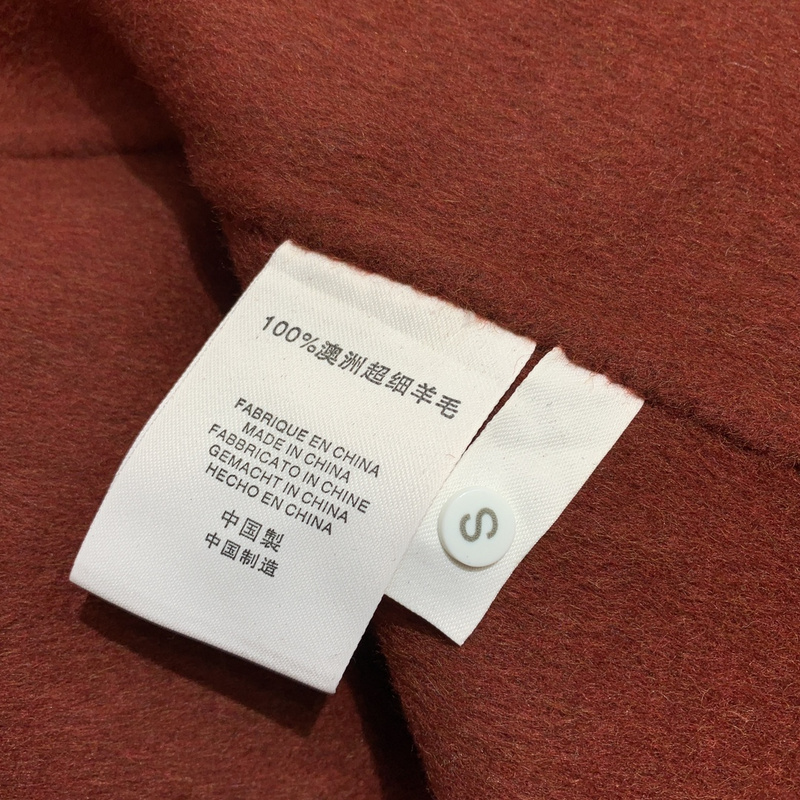 100%澳洲超细羊毛
FABRIQUE EN CHINA
MADE IN CHINA
FABBRICATO IN CHINE
GEMACHT IN CHINA
HECHO EN CHINA
中国製
中国制造
S